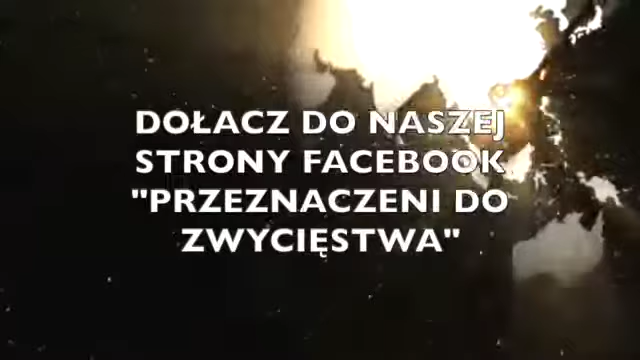 DOŁACZ DO NASZEJ
STRONY FACEBOOK
"PRZEZNACZENI DO
ZWYCIĘSTWA"